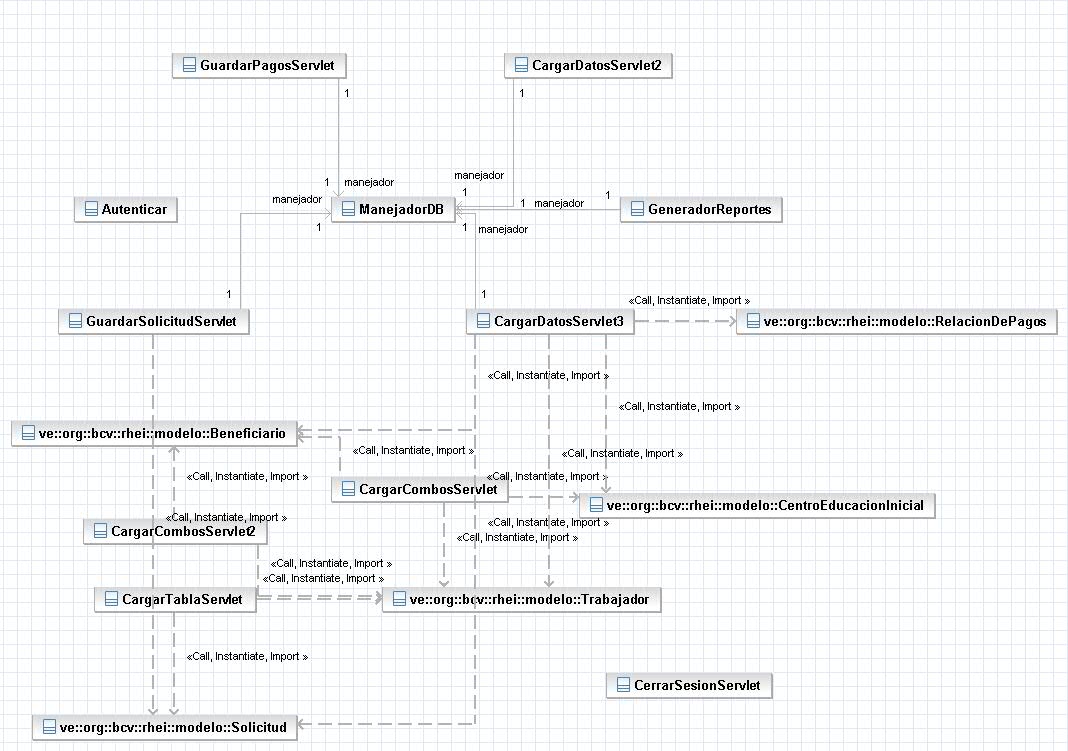 GuardarPagosServlet
CargarDatosServlet2
1
1
manejador
1
manejador
1
manejador
1
1
manejador
1
Autenticar
ManejadorDB
GeneradorReportes
1
1
manejador
1
1
«Call, Instantiate, Import »
GuardarSolicitudServlet
CargarDatosServlet3
ve::org::bcv::rhei::modelo::RelacionDePagos
«Call, Instantiate, Import »
«Call, Instantiate, Import »
ve::org::bcv::rhei::modelo::Beneficiario
«Call, Instantiate, Import »
«Call, Instantiate, Import »
«Call, Instantiate, Import »
«Call, Instantiate, Import »
CargarCombosServlet
ve::org::bcv::rhei::modelo::CentroEducacionInicial
«Call, Instantiate, Import »
«Call, Instantiate, Import »
CargarCombosServlet2
«Call, Instantiate, Import »
«Call, Instantiate, Import »
«Call, Instantiate, Import »
CargarTablaServlet
ve::org::bcv::rhei::modelo::Trabajador
«Call, Instantiate, Import »
CerrarSesionServlet
ve::org::bcv::rhei::modelo::Solicitud